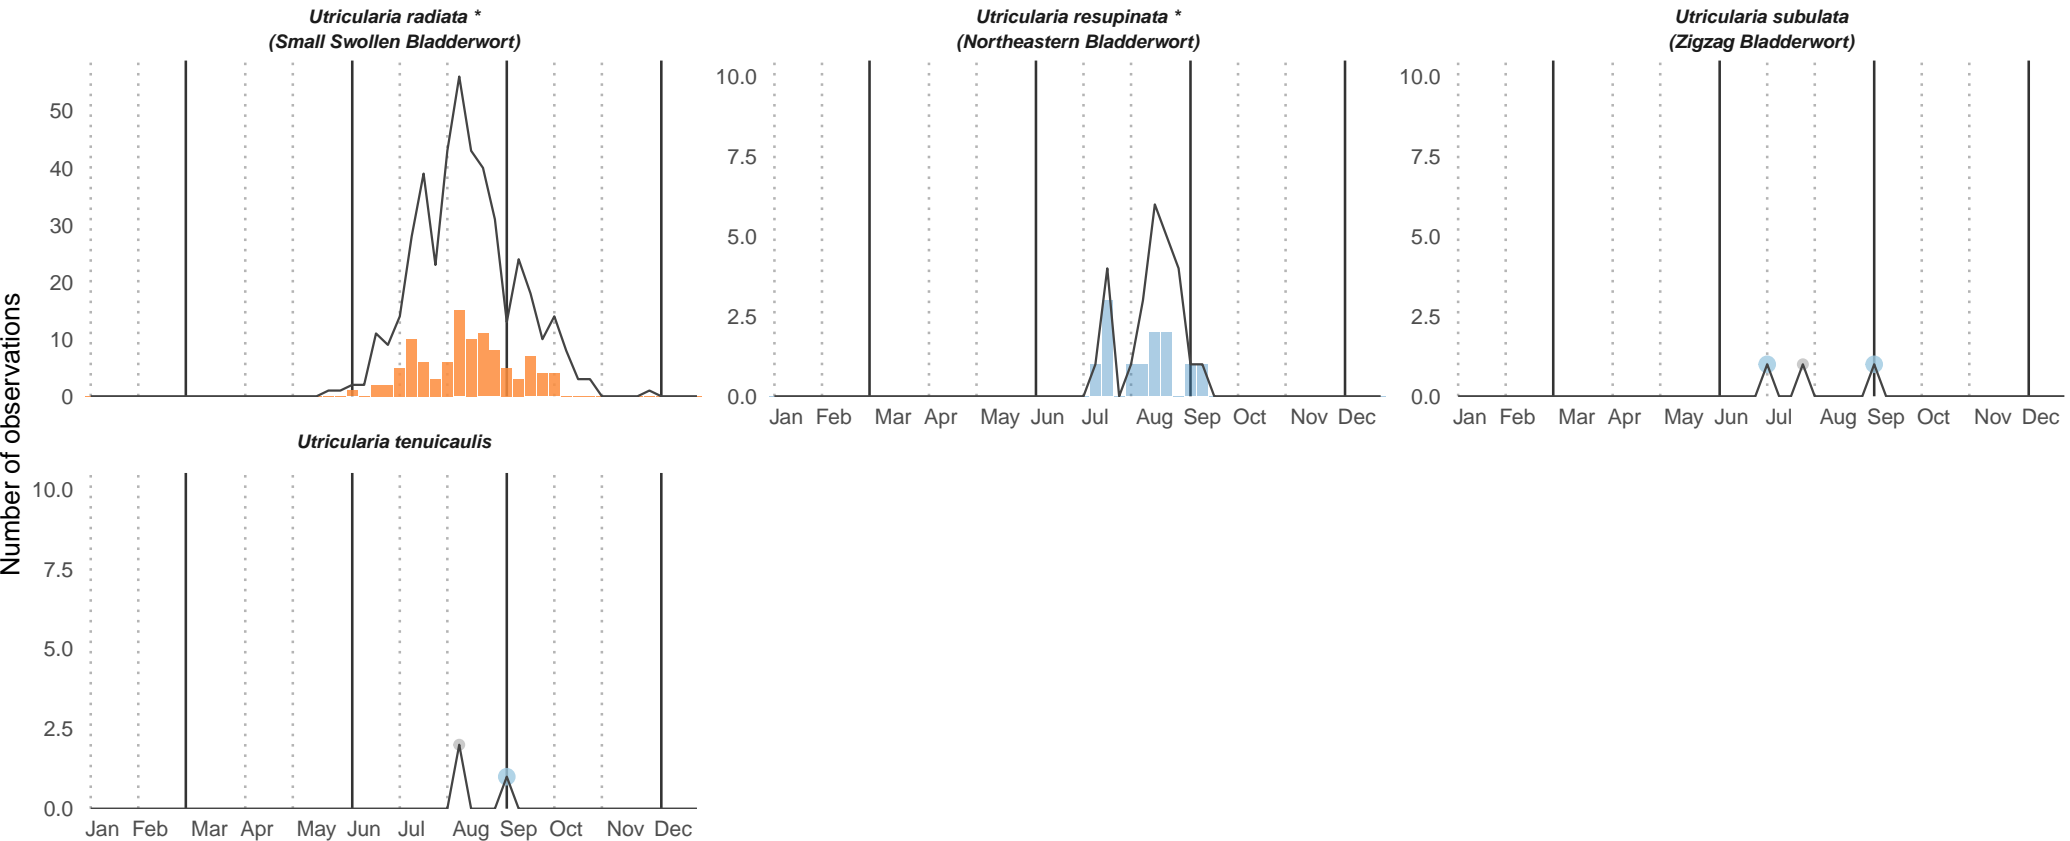 Utricularia radiata *
(Small Swollen Bladderwort)
Utricularia resupinata *
(Northeastern Bladderwort)
Utricularia subulata
(Zigzag Bladderwort)
50
40
30
20
10
0
10.0
7.5
5.0
2.5
0.0
Jan Feb Mar Apr May Jun Jul Aug Sep Oct Nov Dec
10.0
7.5
5.0
2.5
0.0
Jan Feb Mar Apr May Jun Jul Aug Sep Oct Nov Dec
Number of observations
Utricularia tenuicaulis
10.0
7.5
5.0
2.5
0.0
Jan Feb Mar Apr May Jun Jul Aug Sep Oct Nov Dec